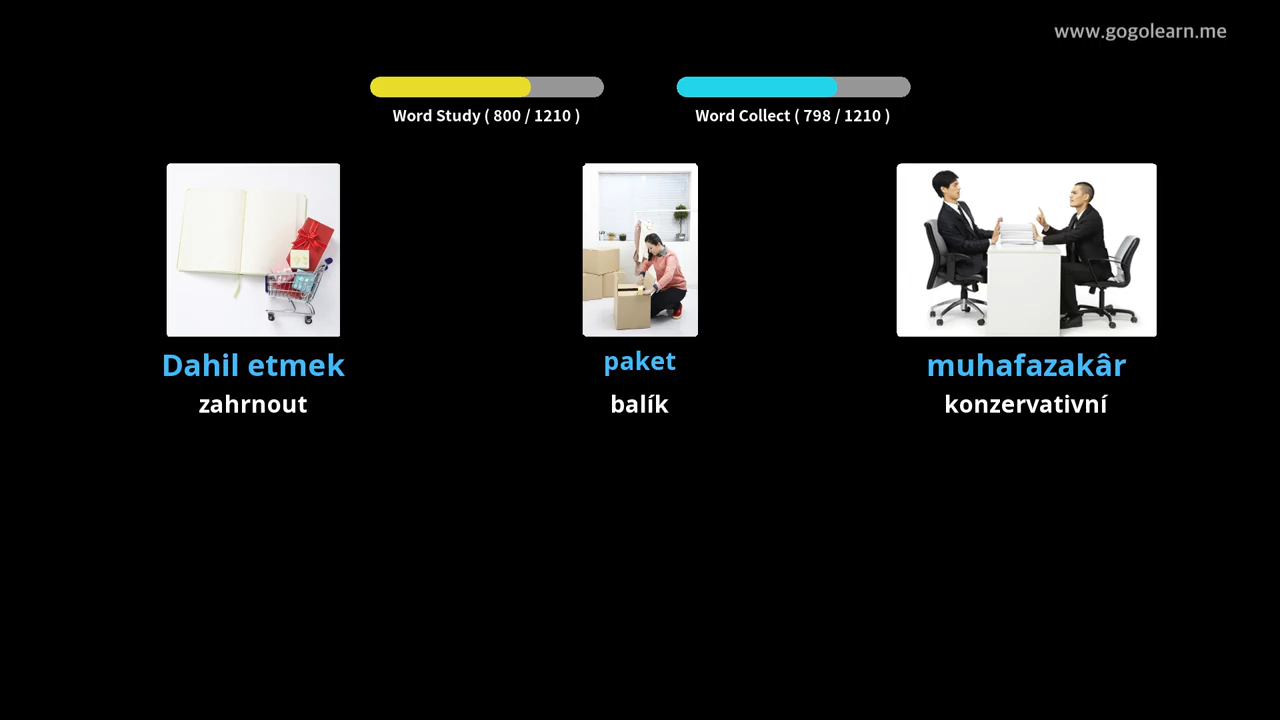 www.gogolearn.me
Word Study ( 800 / 1210 )
Word Collect ( 798 / 1210 )
Dahil etmek
zahrnout
paket
balík
muhafazakâr
konzervativní